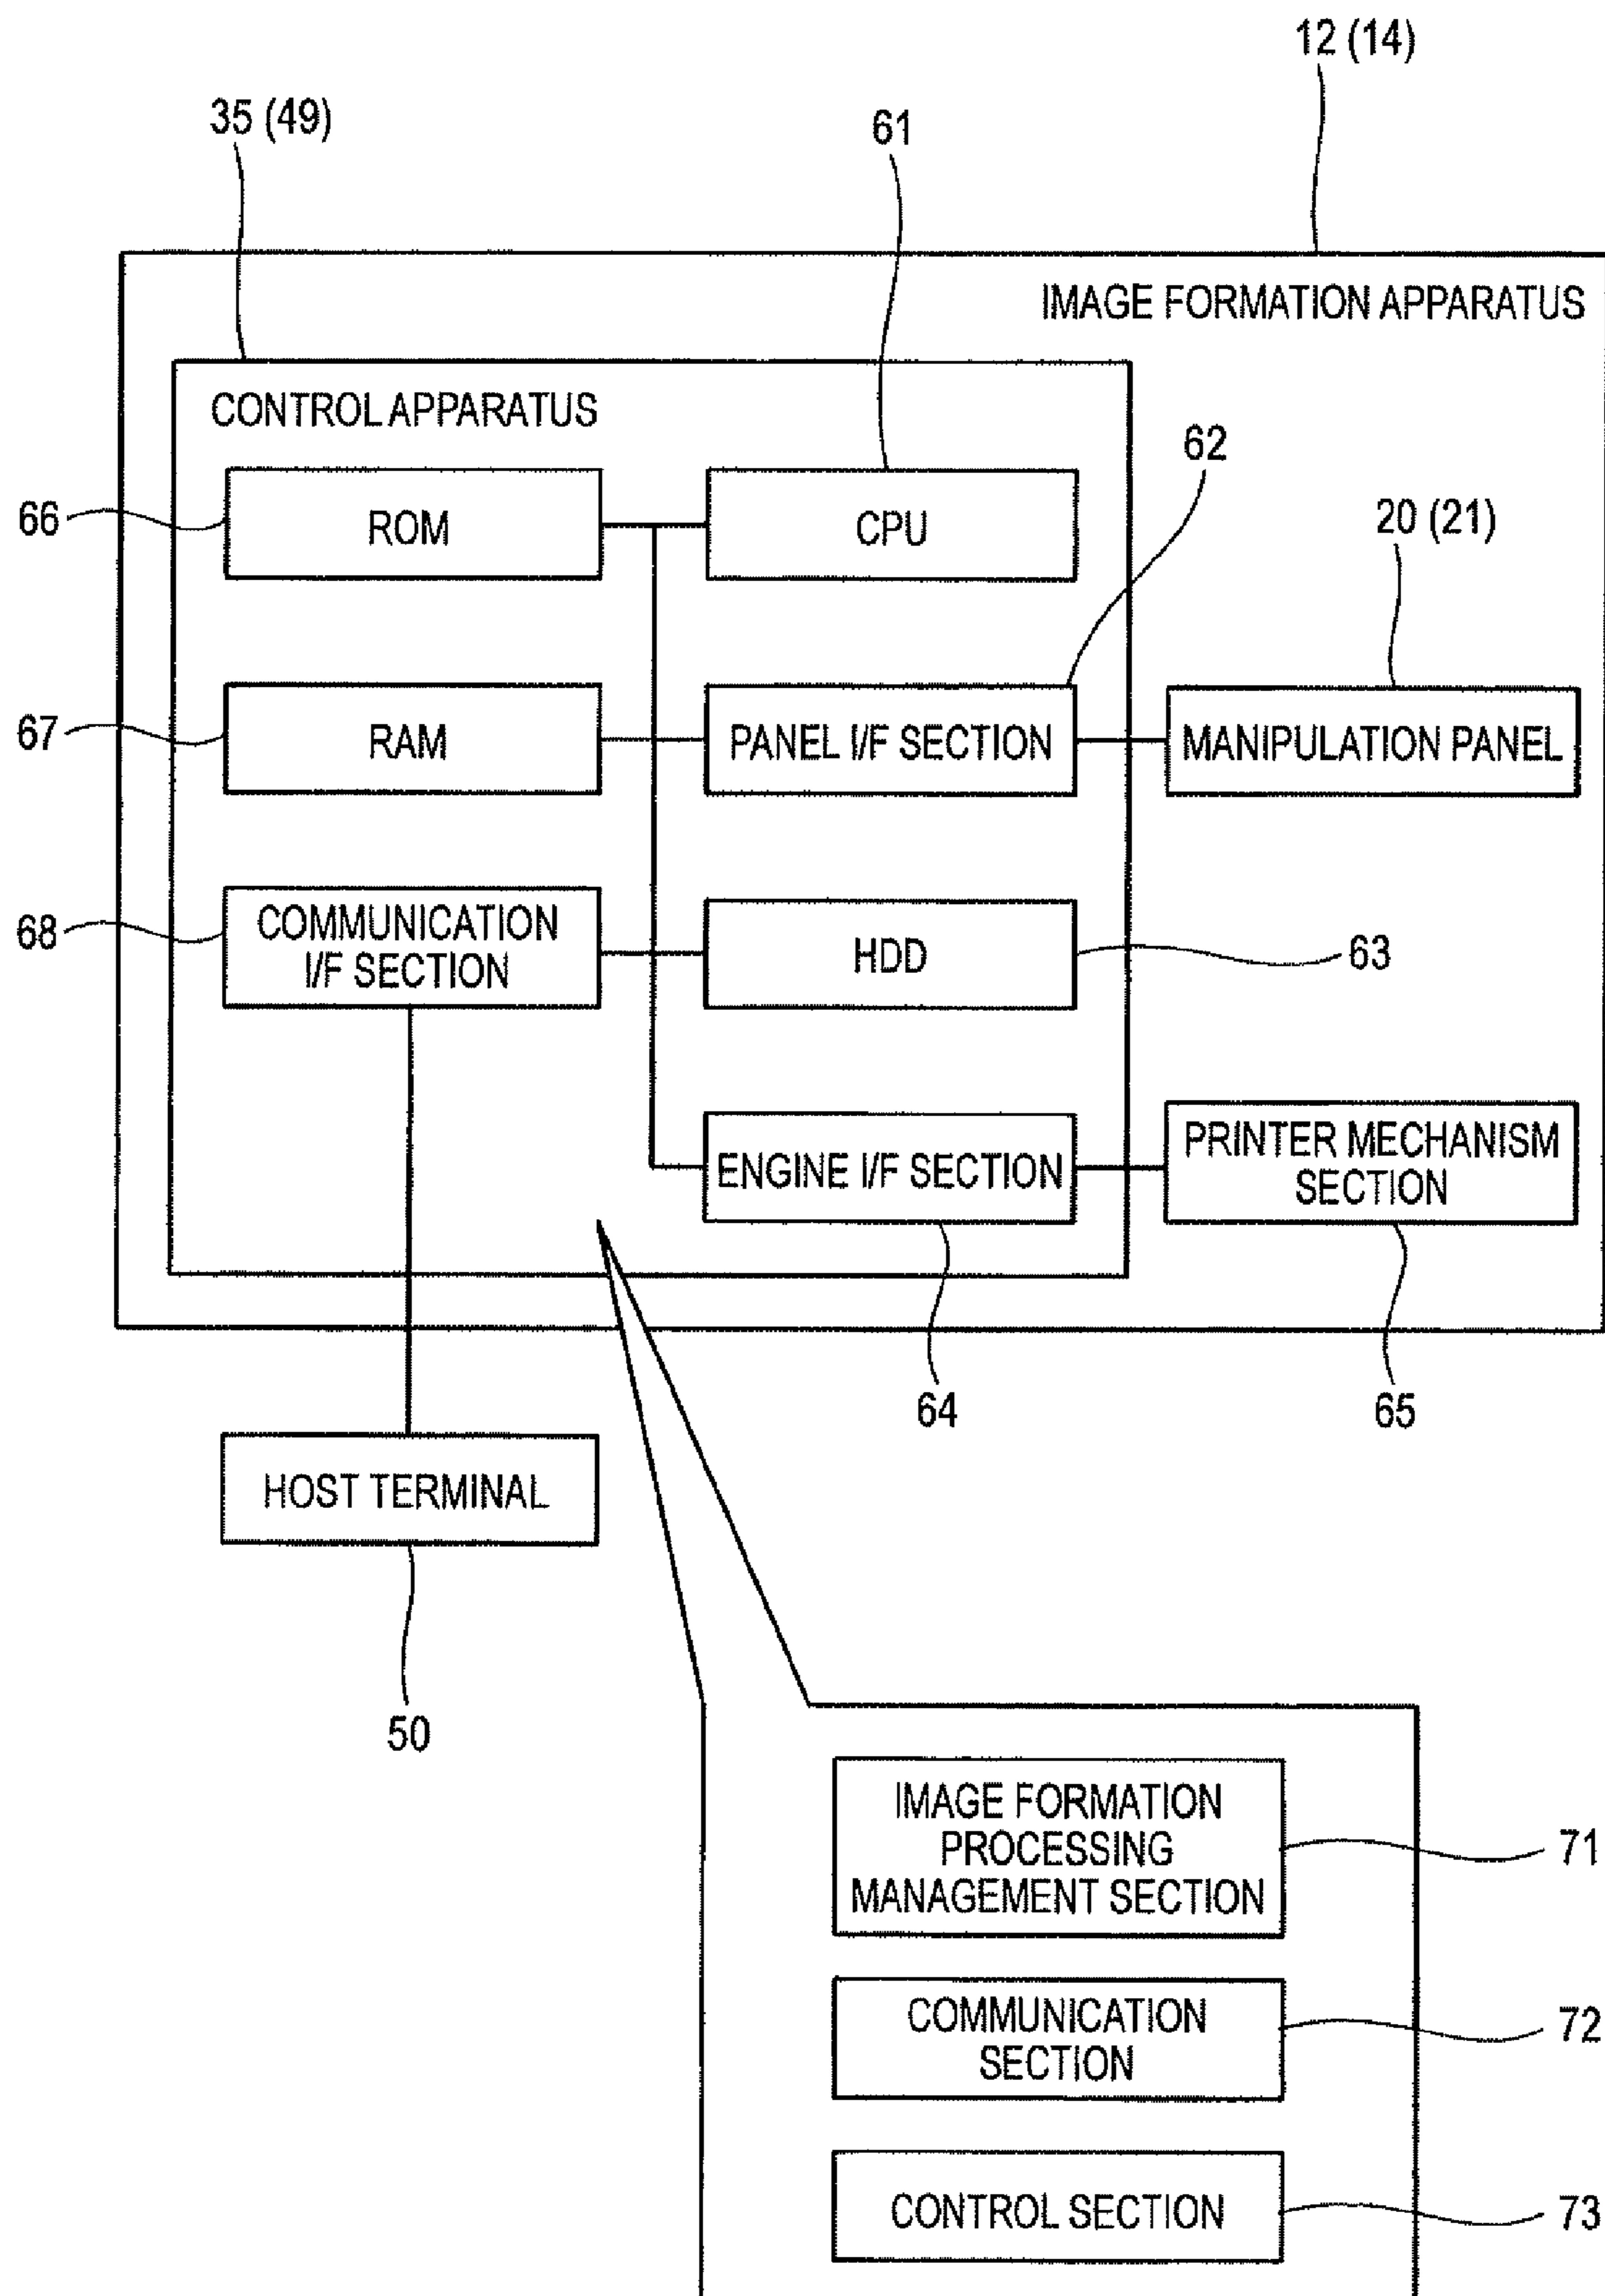 12 (14)
35 (49)
61
IMAGE FORMATION APPARATUS
CONTROL APPARATUS
62
66
ROM
CPU
20 (21)
67
RAM
PANEL I/F SECTION
MANIPULATION PANEL
68
COMMUNICATION
I/F SECTION
HDD
63
ENGINE I/F SECTION
PRINTER MECHANISM
SECTION
64
65
HOST TERMINAL
50
IMAGE FORMATION
PROCESSING
MANAGEMENT SECTION
71
COMMUNICATION
SECTION
72
CONTROL SECTION
73